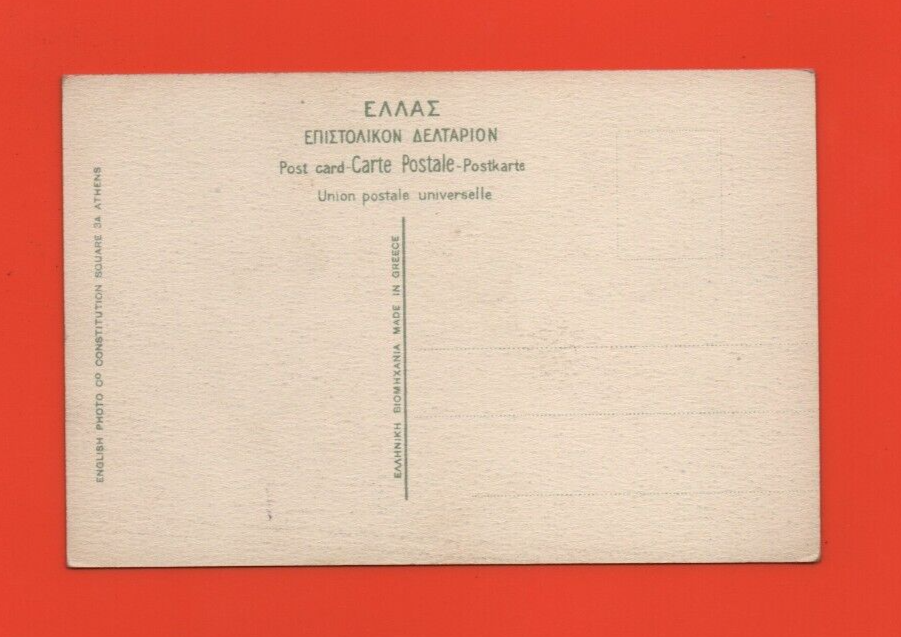 ΕΛΛΑΣ
ΕΠΙΣΤΟΛΙΚΟΝ ΔΕΛΤΑΡΙΟΝ
Post card-Carte Postale-Postkarte
Union postale universelle
ENGLISH PHOTO Cº CONSTITUTION SQUARE 3A ATHENS
ΕΛΛΗΝΙΚΗ ΒΙΟΜΗΧΑΝΙΑ MADE IN GREECE